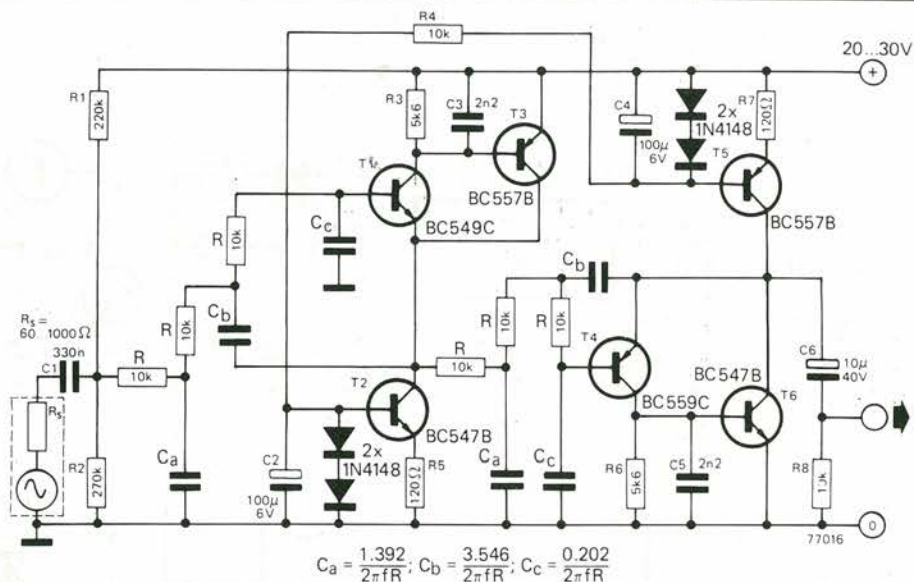 R4
10k
20...30V
+
R1
220k
R3
5k6
C3
2n2
T3
C4
100µ
6V
2x
1N4148
R7
120Ω
T5
BC557B
BC549C
BC557B
R
10k
Cc
Cb
R
10k
Cb
R
10k
R
10k
Rs =
60...1000Ω
330n
C1
R
10k
R
10k
T4
BC559C
BC547B
T6
C6
10µ
40V
T2
BC547B
Rs
R2
270k
Ca
C2
100µ
6V
2x
1N4148
R5
120Ω
Ca
Cc
R6
5k6
C5
2n2
R8
10k
77016
0
Ca = 1.392/2πfR; Cb = 3.546/2πfR; Cc = 0.202/2πfR